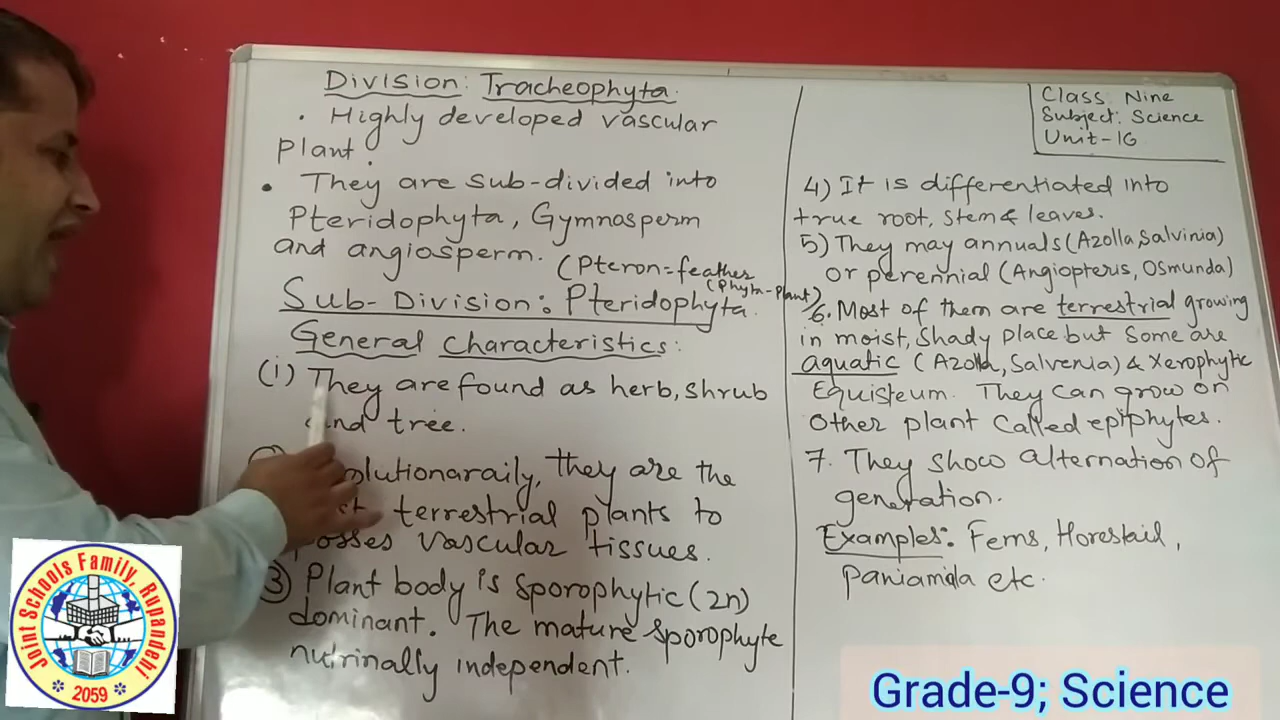 Division: Tracheophyta.
• Highly developed vascular
plant.
• They are sub-divided into
Pteridophyta, Gymnasperm
and angiosperm.
(Pteron=feather
(Phyta-Plant)
Sub-Division: Pteridophyta.
General Characteristics:
(i) They are found as herb, shrub
and tree.
olutionaraily, they are the
terrestrial plants to
posses vascular tissues.
③ Plant body is sporophytic (2n)
dominant. The mature sporophyte
nutrinally independent.
Class: Nine
Subject: Science
Unit-16
4) It is differentiated into
true root, stem & leaves.
5) They may annuals (Azolla, Salvinia)
or perennial (Angiopteris, Osmunda)
6. Most of them are terrestrial growing
in moist, Shady place but some are
aquatic (Azolla, Salvenia) & Xerophytic
Equisteum. They can grow on
other plant called epiphytes.
7. They show alternation of
generation.
Examples: Ferns, Horestail,
paniamala etc.
Joint Schools Family, Rupandehi
2059
Grade-9; Science